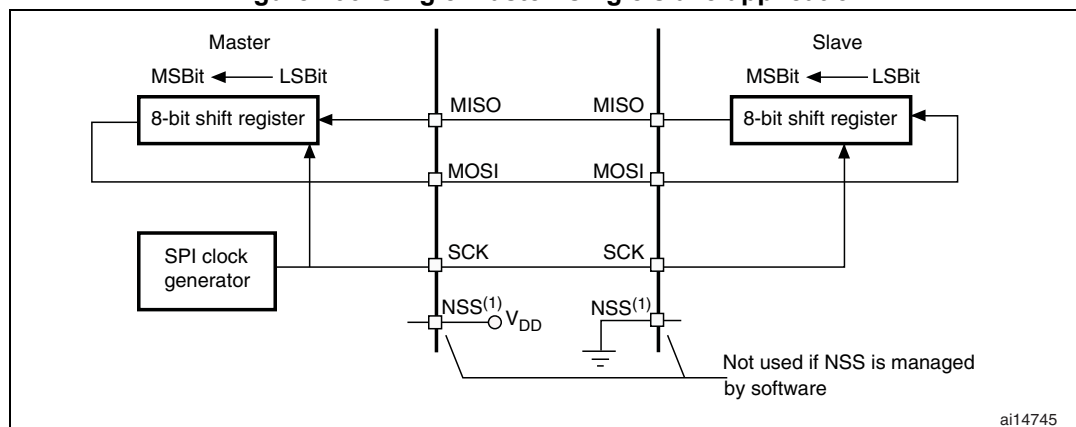 Master
Slave
MSBit LSBit
MSBit LSBit
8-bit shift register
MISO
MISO
8-bit shift register
MOSI
MOSI
SPI clock
generator
SCK
SCK
NSS(1)
VDD
NSS(1)
Not used if NSS is managed
by software
ai14745